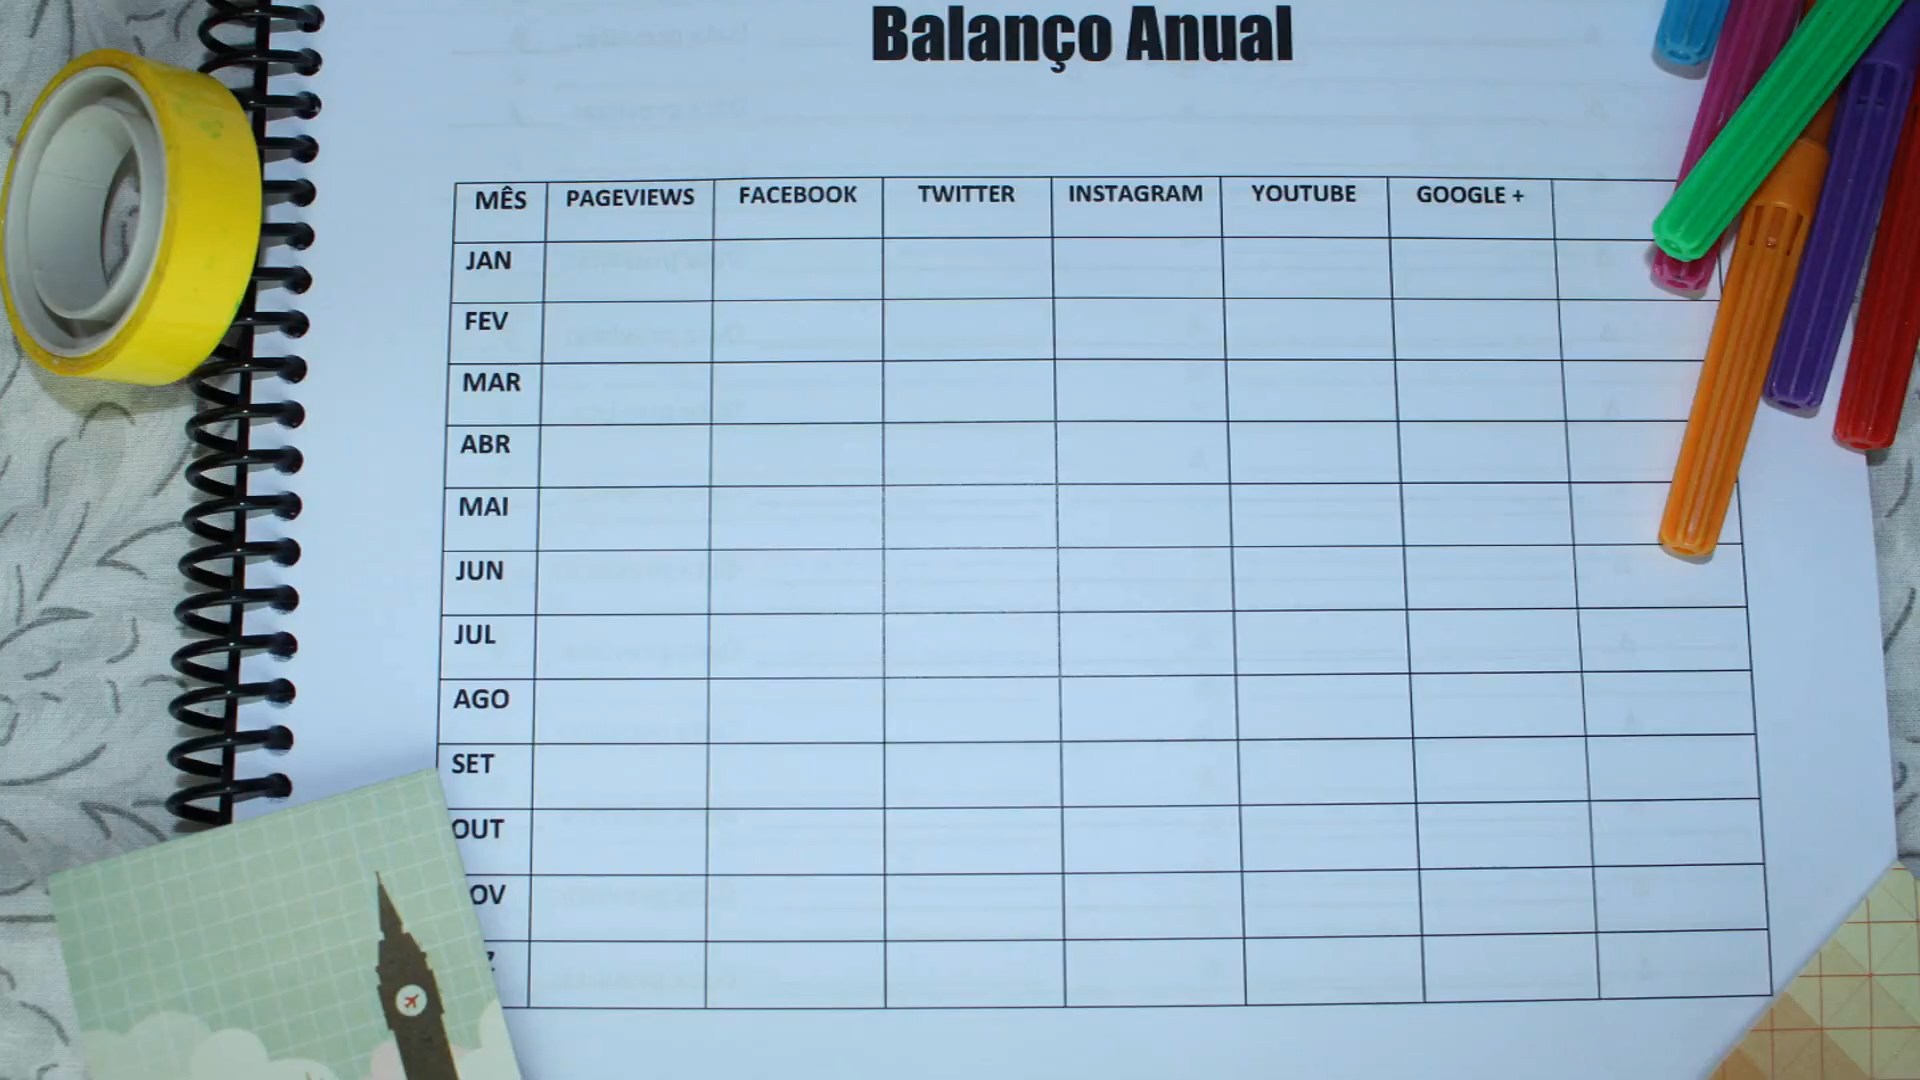 Balanço Anual
MÊS PAGEVIEWS FACEBOOK TWITTER INSTAGRAM YOUTUBE GOOGLE +
JAN
FEV
MAR
ABR
MAI
JUN
JUL
AGO
SET
OUT
OV
Z